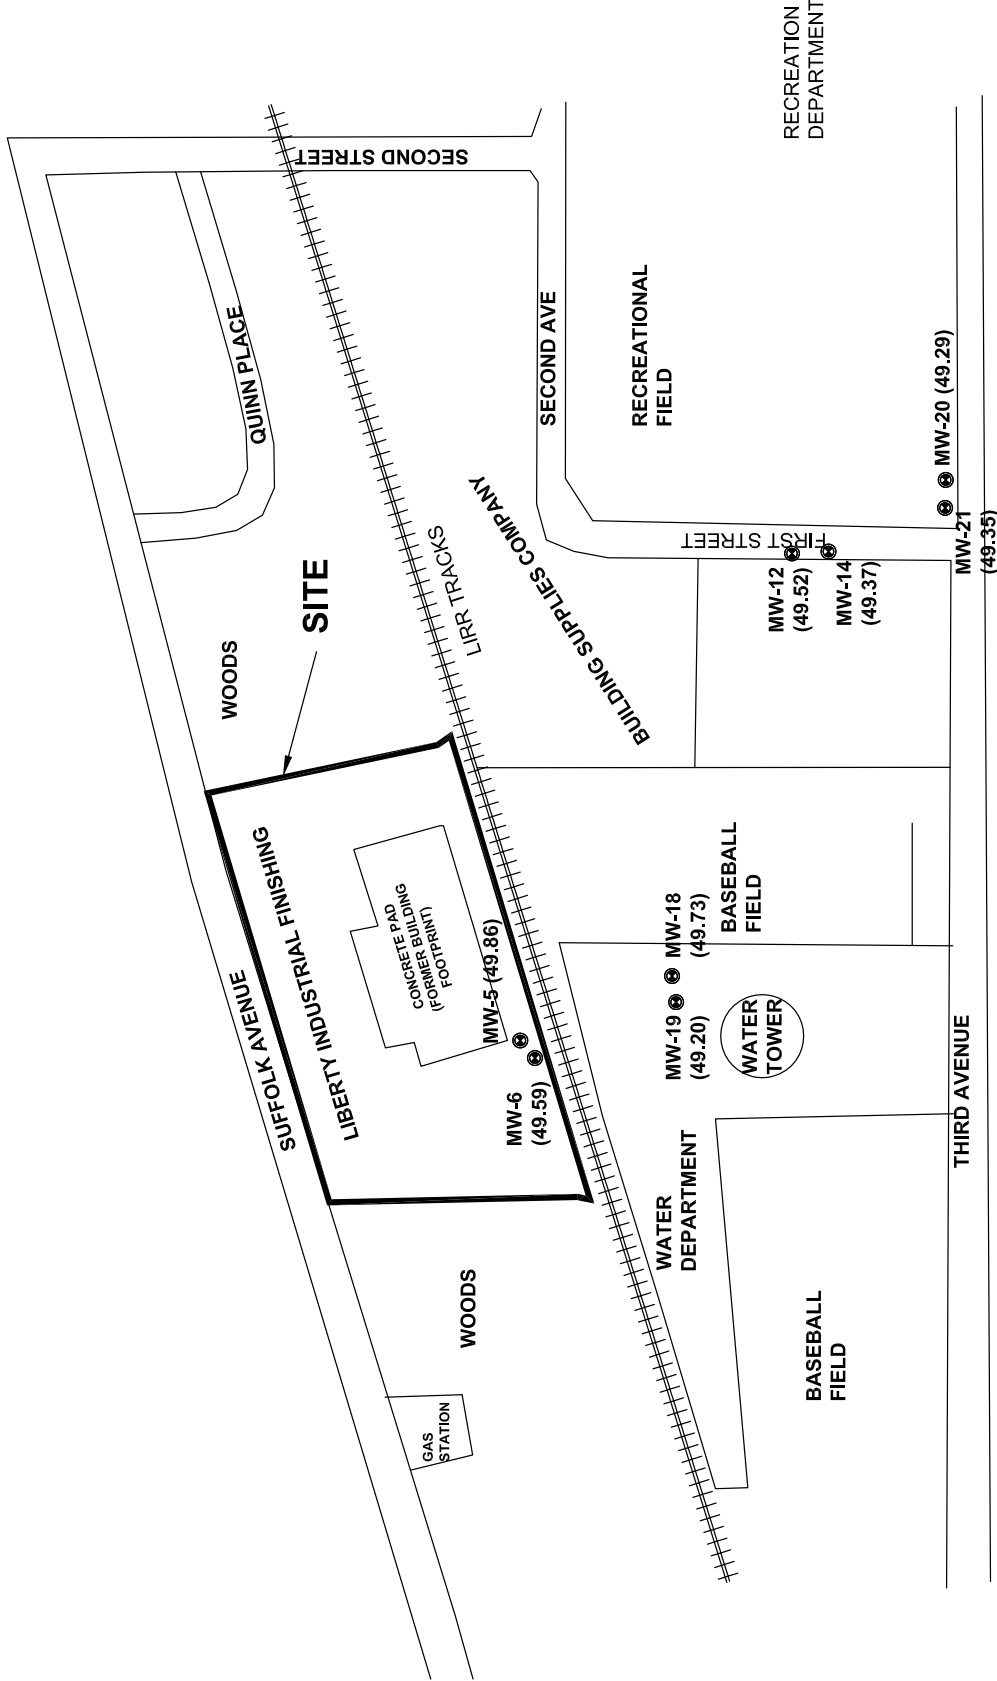 RECREATION
DEPARTMENT
SECOND STREET
QUINN PLACE
SECOND AVE
RECREATIONAL
FIELD
MW-20 (49.29)
MW-21
(49.35)
FIRST STREET
MW-12
(49.52)
MW-14
(49.37)
BUILDING SUPPLIES COMPANY
LIRR TRACKS
SITE
WOODS
SUFFOLK AVENUE
LIBERTY INDUSTRIAL FINISHING
CONCRETE PAD
(FORMER BUILDING
FOOTPRINT)
MW-5 (49.86)
MW-6
(49.59)
BASEBALL
FIELD
MW-18
(49.73)
MW-19
(49.20)
WATER
TOWER
THIRD AVENUE
WATER
DEPARTMENT
WOODS
GAS
STATION
BASEBALL
FIELD